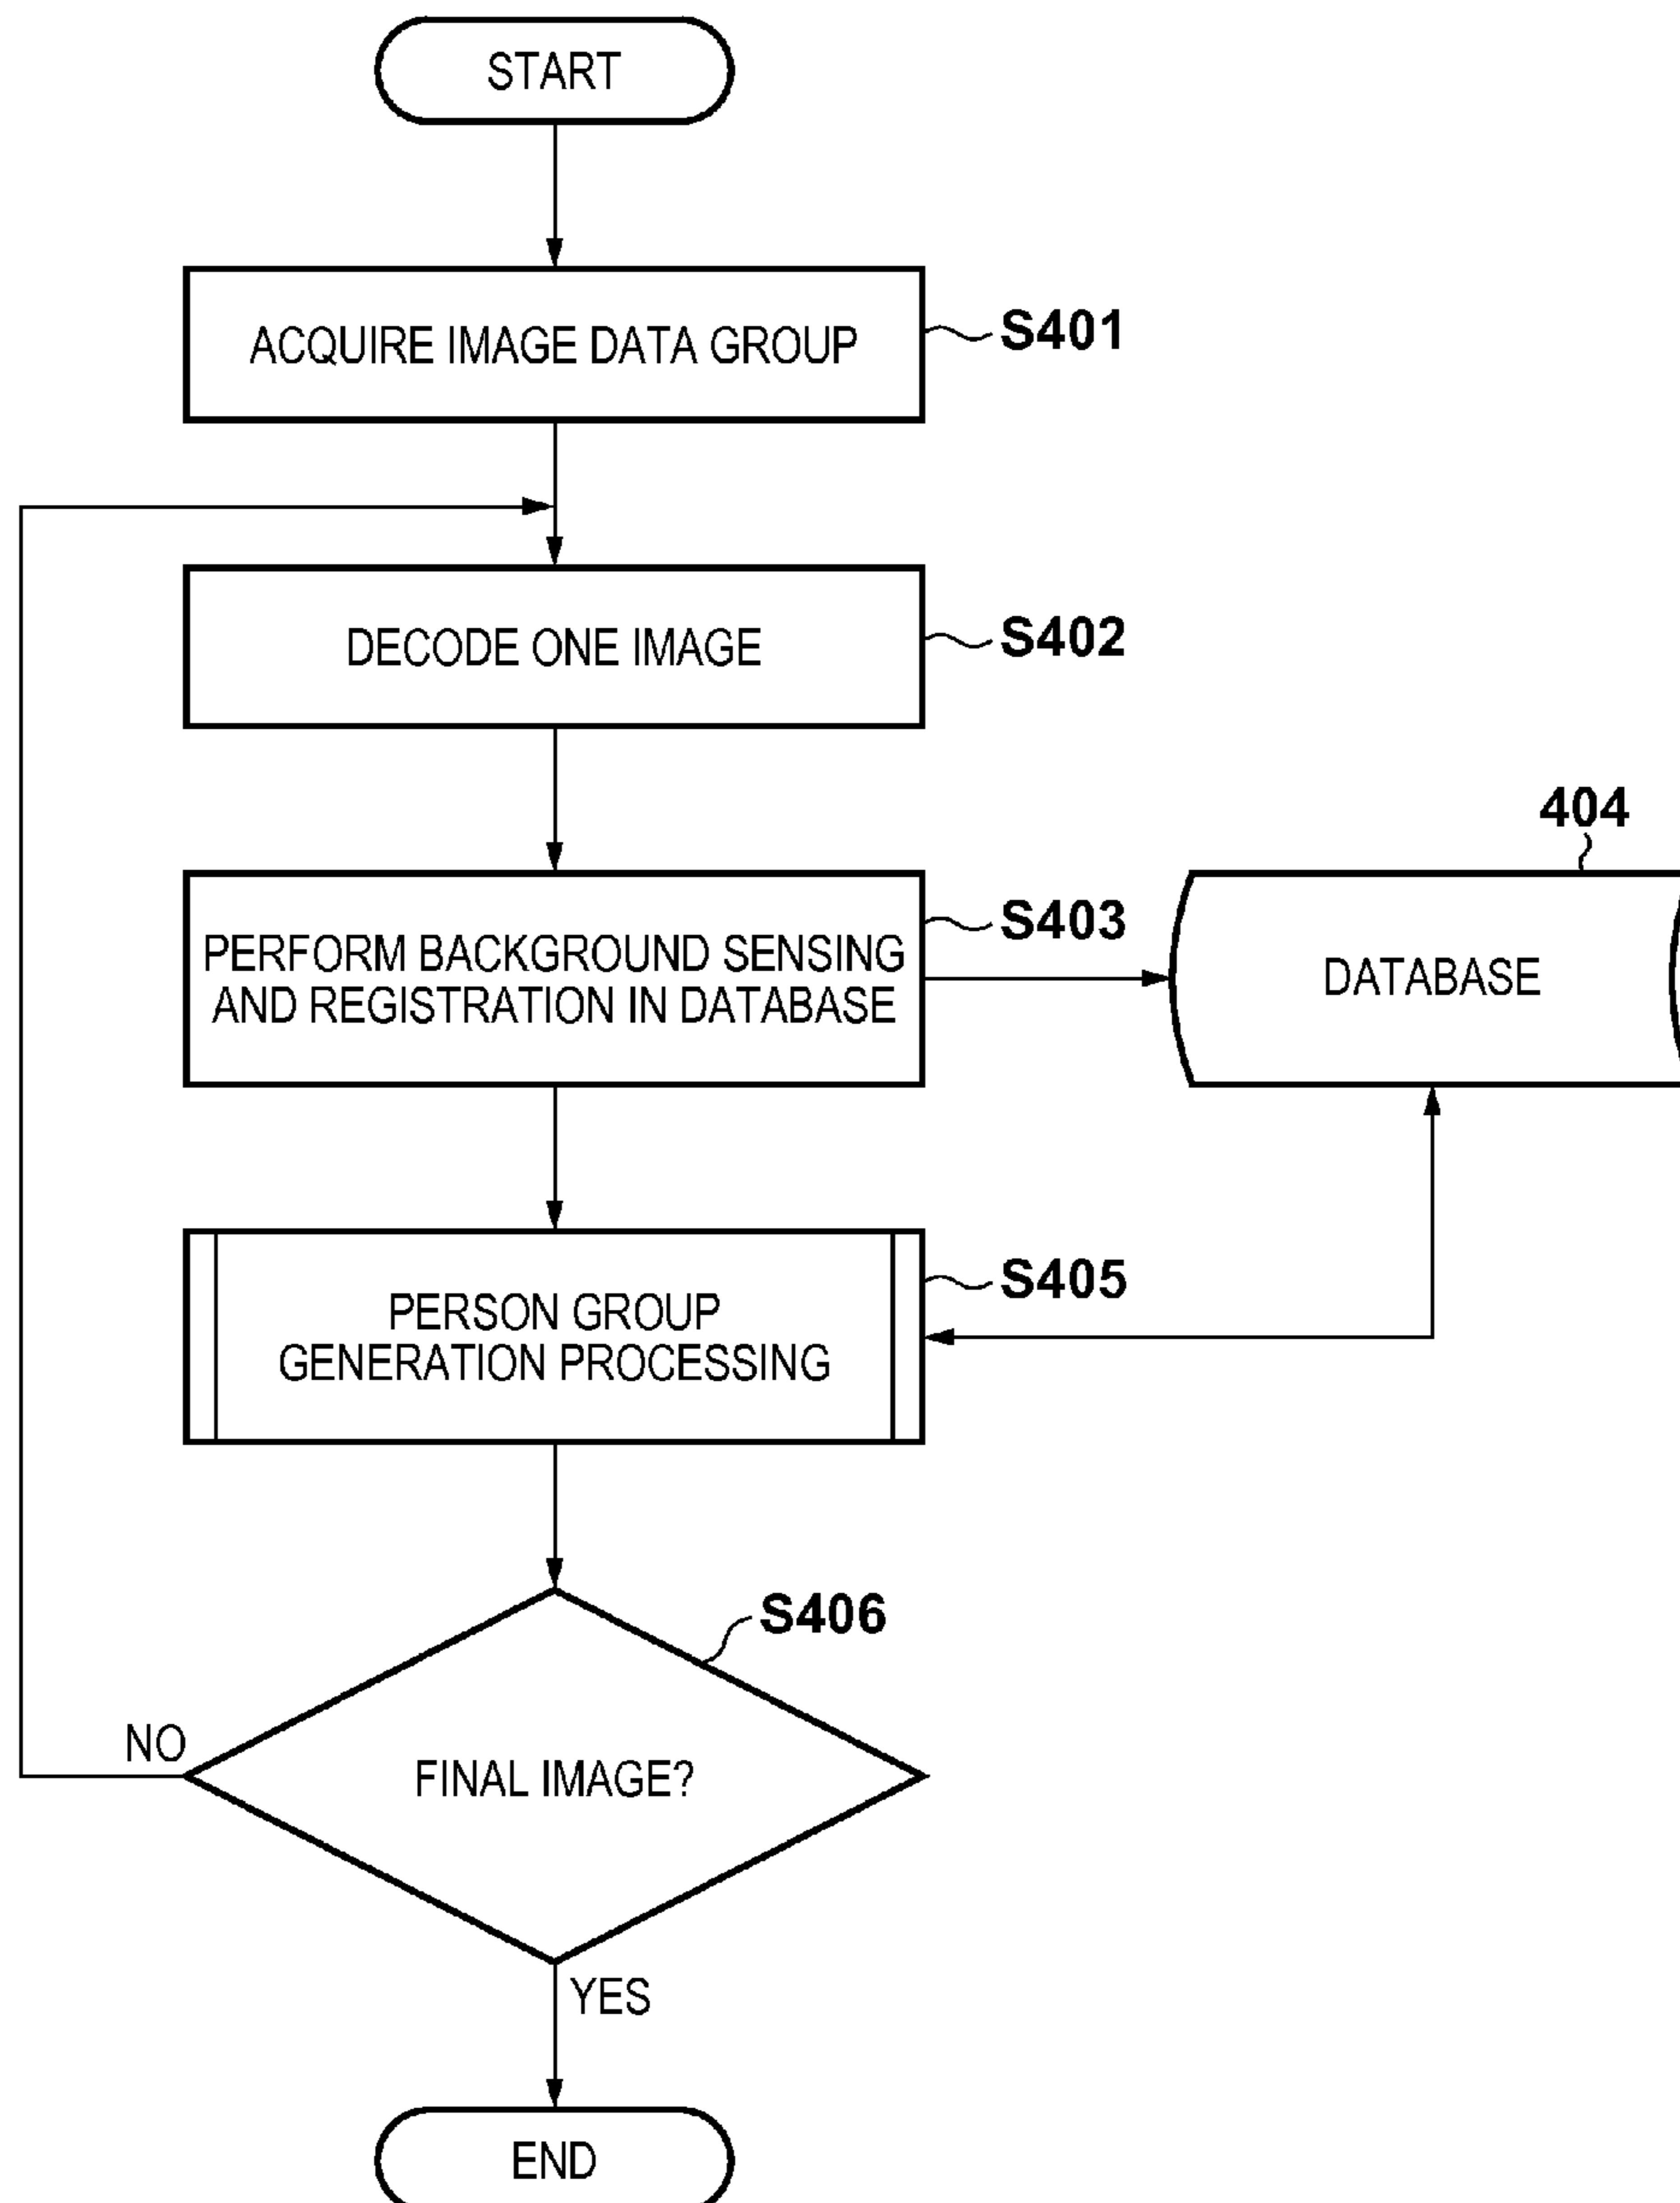 START
ACQUIRE IMAGE DATA GROUP
S401
DECODE ONE IMAGE
S402
404
PERFORM BACKGROUND SENSING
AND REGISTRATION IN DATABASE
S403
DATABASE
PERSON GROUP
GENERATION PROCESSING
S405
S406
FINAL IMAGE?
NO
YES
END